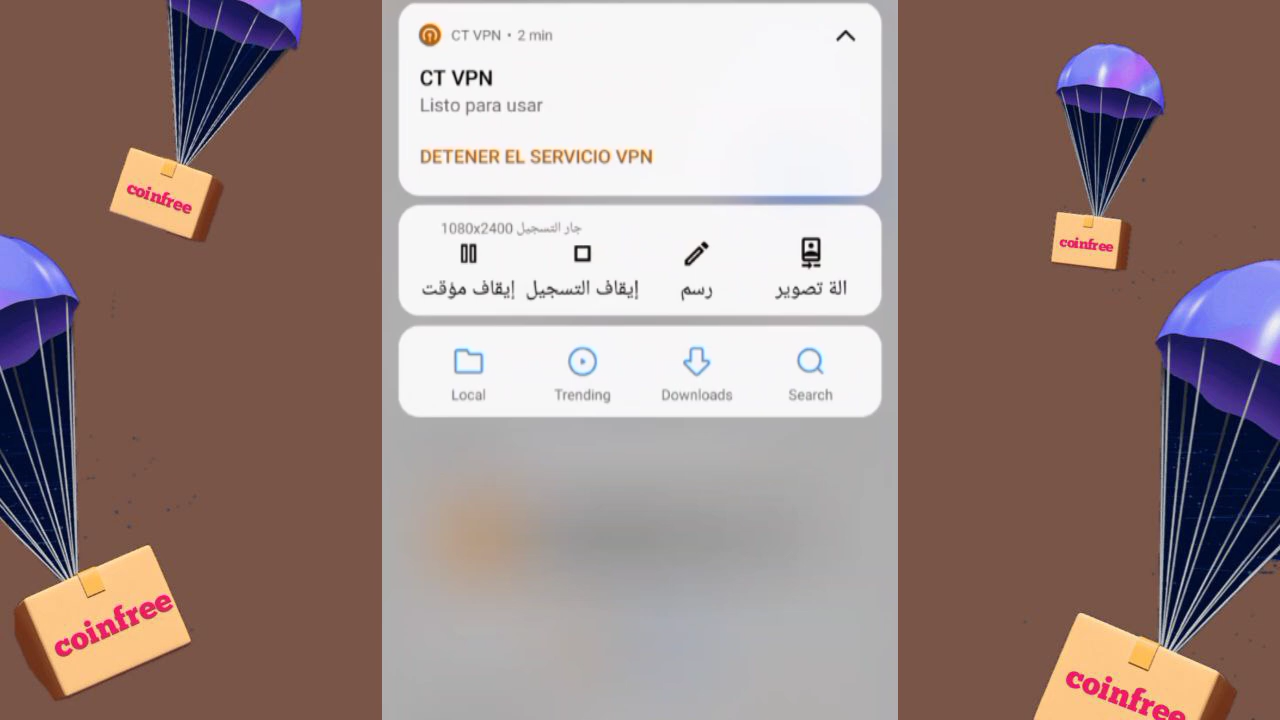 CT VPN • 2 min
CT VPN
Listo para usar
DETENER EL SERVICIO VPN
جار التسجيل 1080x2400
إيقاف مؤقت
إيقاف التسجيل
رسم
الة تصوير
Local
Trending
Downloads
Search
coinfree
coinfree
coinfree
coinfree